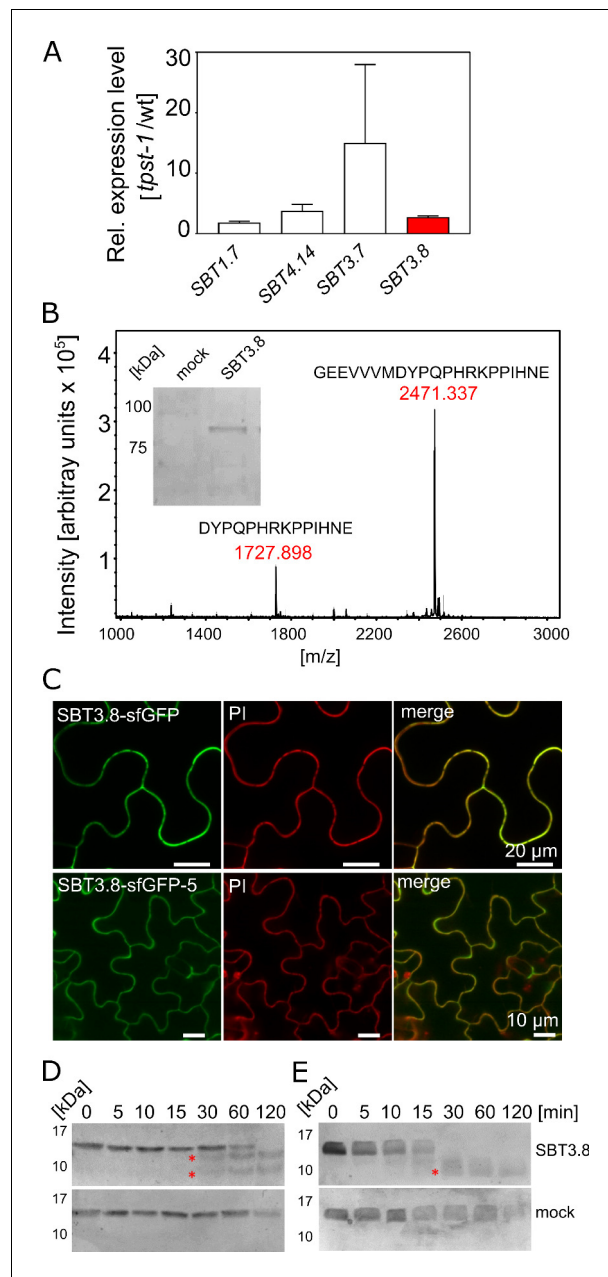 A
Rel. expression level
[tpst-1/wt]
30
20
10
0
SBT1.7
SBT4.14
SBT3.7
SBT3.8
B
Intensity [arbitray units x 10⁵]
4
3
2
1
[kDa]
mock
SBT3.8
100
75
GEEVVVMDYPQPHRKPPIHNE
2471.337
DYPQPHRKPPIHNE
1727.898
1000 1400 1800 2200 2600 3000
[m/z]
C
SBT3.8-sfGFP
PI
merge
20 µm
SBT3.8-sfGFP-5
PI
merge
10 µm
D
[kDa]
0 5 10 15 30 60 120
17
10
*
*
17
10
E
[kDa]
0 5 10 15 30 60 120 [min]
17
10
*
SBT3.8
17
10
mock